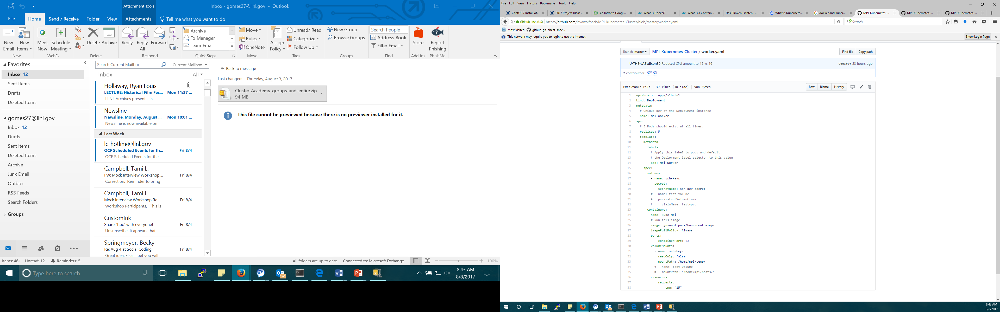 Attachment Tools
Inbox - gomes27@llnl.gov - Outlook
File
Home
Send / Receive
Folder
View
Attachments
Tell me what you want to do
New Email
New Items
New
Meet Now
Schedule Meeting
WebEx
Delete
Archive
Delete
Reply
Reply All
Forward
Respond
Archive
To Manager
Team Email
Quick Steps
Move
Rules
OneNote
Move
Assign Policy
Unread/ Read
Categorize
Follow Up
Tags
New Group
Browse Groups
Groups
Search People
Address Book
Filter Email
Find
Store
Add-ins
Report Phishing
PhishMe
Favorites
Inbox 12
Sent Items
Drafts
Deleted Items
gomes27@llnl.gov
Inbox 12
Drafts
Sent Items
Deleted Items
Archive
Junk Email
Outbox
RSS Feeds
Search Folders
Groups
Search Current Mailbox
Current Mailbox
Inbox
All
Hollaway, Ryan Louis
LECTURE: Historical Film Fes... Mon 11:37 ...
LLNL Archives presents its
Newsline
Newsline, Monday, August ... Mon 10:01 ...
Newsline is now available on
Last Week
lc-hotline@llnl.gov
OCF Scheduled Events for th... Fri 8/4
OCF Scheduled Events for the
Campbell, Tami L.
FW: Mock Interview Workshop ... Fri 8/4
Correction: Reminder to bring
Campbell, Tami L.
Mock Interview Workshop Re... Fri 8/4
Workshop Participants, This is
CustomInk
Share "hpc" with everyone! Fri 8/4
Unsubscribe It appears that
Springmeyer, Becky
Re: Aug 4 at Social Coding Fri 8/4
Great idea, Elsa. I bet you will
Back to message
Last changed: Thursday, August 3, 2017
Cluster-Academy-groups-and-entire.zip
94 MB
This file cannot be previewed because there is no previewer installed for it.
Items: 461 Unread: 12 Reminders: 5
All folders are up to date. Connected to: Microsoft Exchange
100%
Type here to search
8:43 AM
8/8/2017
File Edit View History Bookmarks Tools Help
CentOS 7 Install of...
2017 Project Ideas ...
An Intro to Googl...
What is Docker?
What is a Contain...
Das Blinken Lichten - ...
What is Kubernete...
docker and kuber...
MPI-Kubernetes-...
MPI-Kubernetes-...
MPI-Kubernetes-...
GitHub, Inc. (US)
https://github.com/javawolfpack/MPI-Kubernetes-Cluster/blob/master/worker.yaml
Search
Most Visited
github-git-cheat-shee...
This network may require you to login to use the internet.
Show Login Page
Branch: master
MPI-Kubernetes-Cluster / worker.yaml
Find file
Copy path
U-THE-LAB\dixon30 Reduced CPU amount to 15 vs 16
9603fcf 23 hours ago
2 contributors @h @j
Executable File 39 lines (38 sloc) 988 Bytes
Raw
Blame
History
1 apiVersion: apps/v1beta1
2 kind: Deployment
3 metadata:
4 # Unique key of the Deployment instance
5 name: mpi-worker
6 spec:
7 # 3 Pods should exist at all times.
8 replicas: 5
9 template:
10 metadata:
11 labels:
12 # Apply this label to pods and default
13 # the Deployment label selector to this value
14 app: mpi-worker
15 spec:
16 volumes:
17 - name: ssh-keys
18 secret:
19 secretName: ssh-key-secret
20 # - name: test-volume
21 # persistentVolumeClaim:
22 # claimName: test-pvc
23 containers:
24 - name: kube-mpi
25 # Run this image
26 image: javawolfpack/base-centos-mpi
27 imagePullPolicy: Always
28 ports:
29 - containerPort: 22
30 volumeMounts:
31 - name: ssh-keys
32 readOnly: false
33 mountPath: /home/mpi/temp/
34 # - name: test-volume
35 # mountPath: "/home/mpi/hosts/"
36 resources:
37 requests:
38 cpu: "15"
8:43 AM
8/8/2017